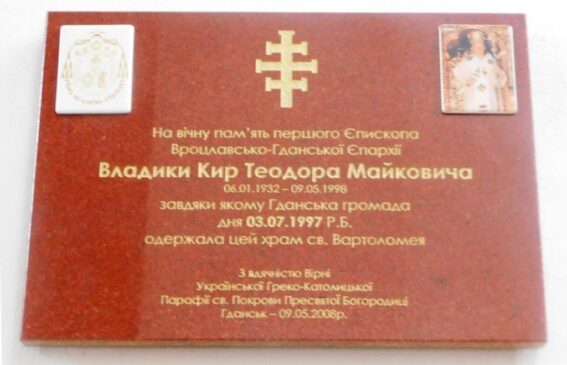 На вічну пам'ять першого Єпископа
Вроцлавсько-Гданської Єпархії
Владики Кир Теодора Майковича
06.01.1932 – 09.05.1998
завдяки якому Гданська громада
дня 03.07.1997 Р.Б.
одержала цей храм св. Вартоломея
З вдячністю Вірні
Української Греко-Католицької
Парафії св. Покрови Пресвятої Богородиці
Гданськ – 09.05.2008р.